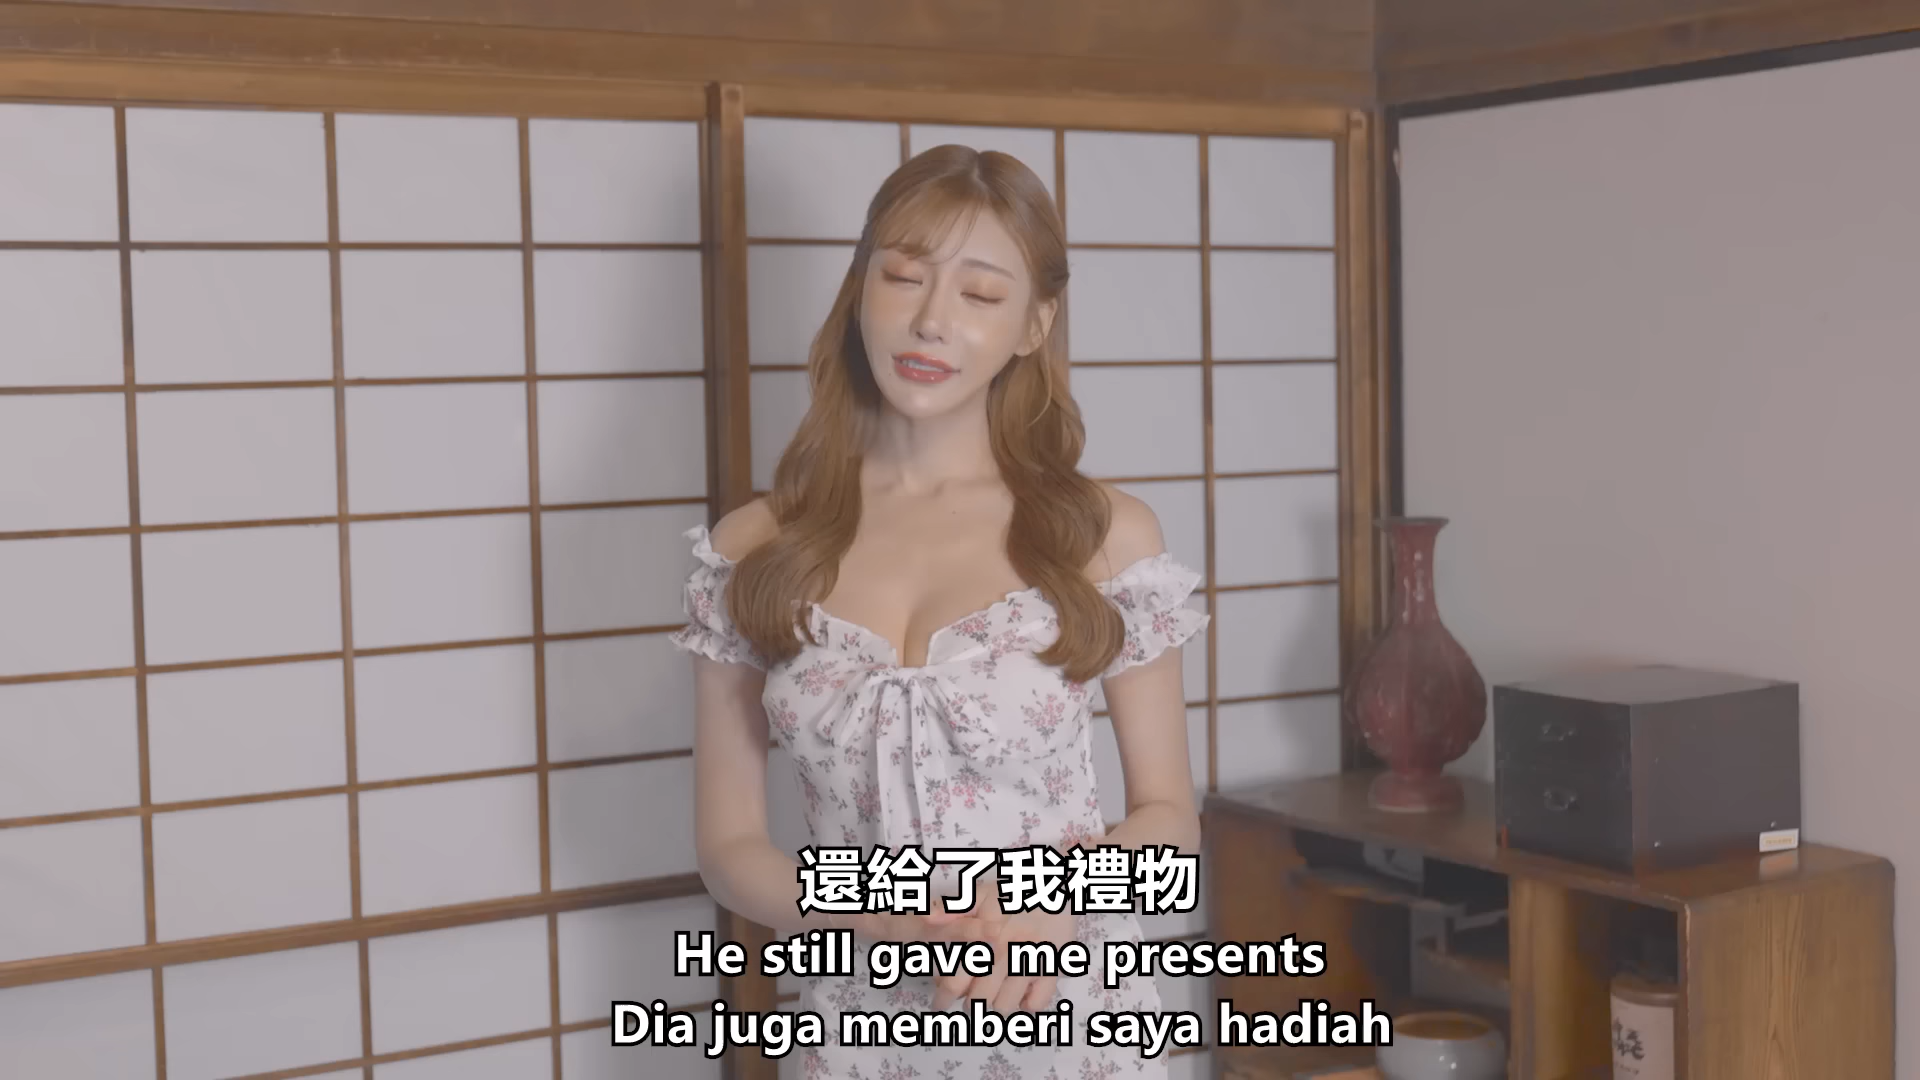 還給了我禮物
He still gave me presents
Dia juga memberi saya hadiah